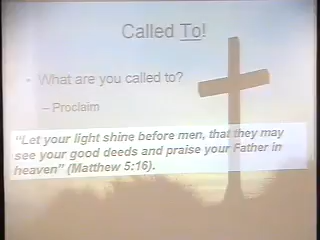 Called To!
- What are you called to?
– Proclaim
“Let your light shine before men, that they may
see your good deeds and praise your Father in
heaven” (Matthew 5:16).